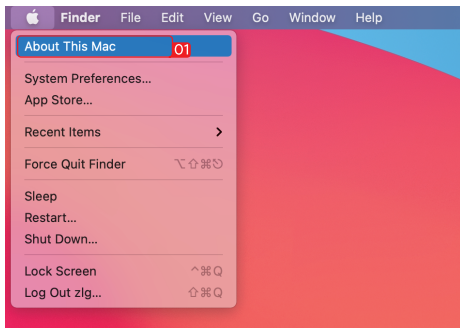 Finder File Edit View Go Window Help
About This Mac 01
System Preferences...
App Store...
Recent Items
Force Quit Finder ⌥⇧⌘⎋
Sleep
Restart...
Shut Down...
Lock Screen ^⌘Q
Log Out zlg... ⇧⌘Q